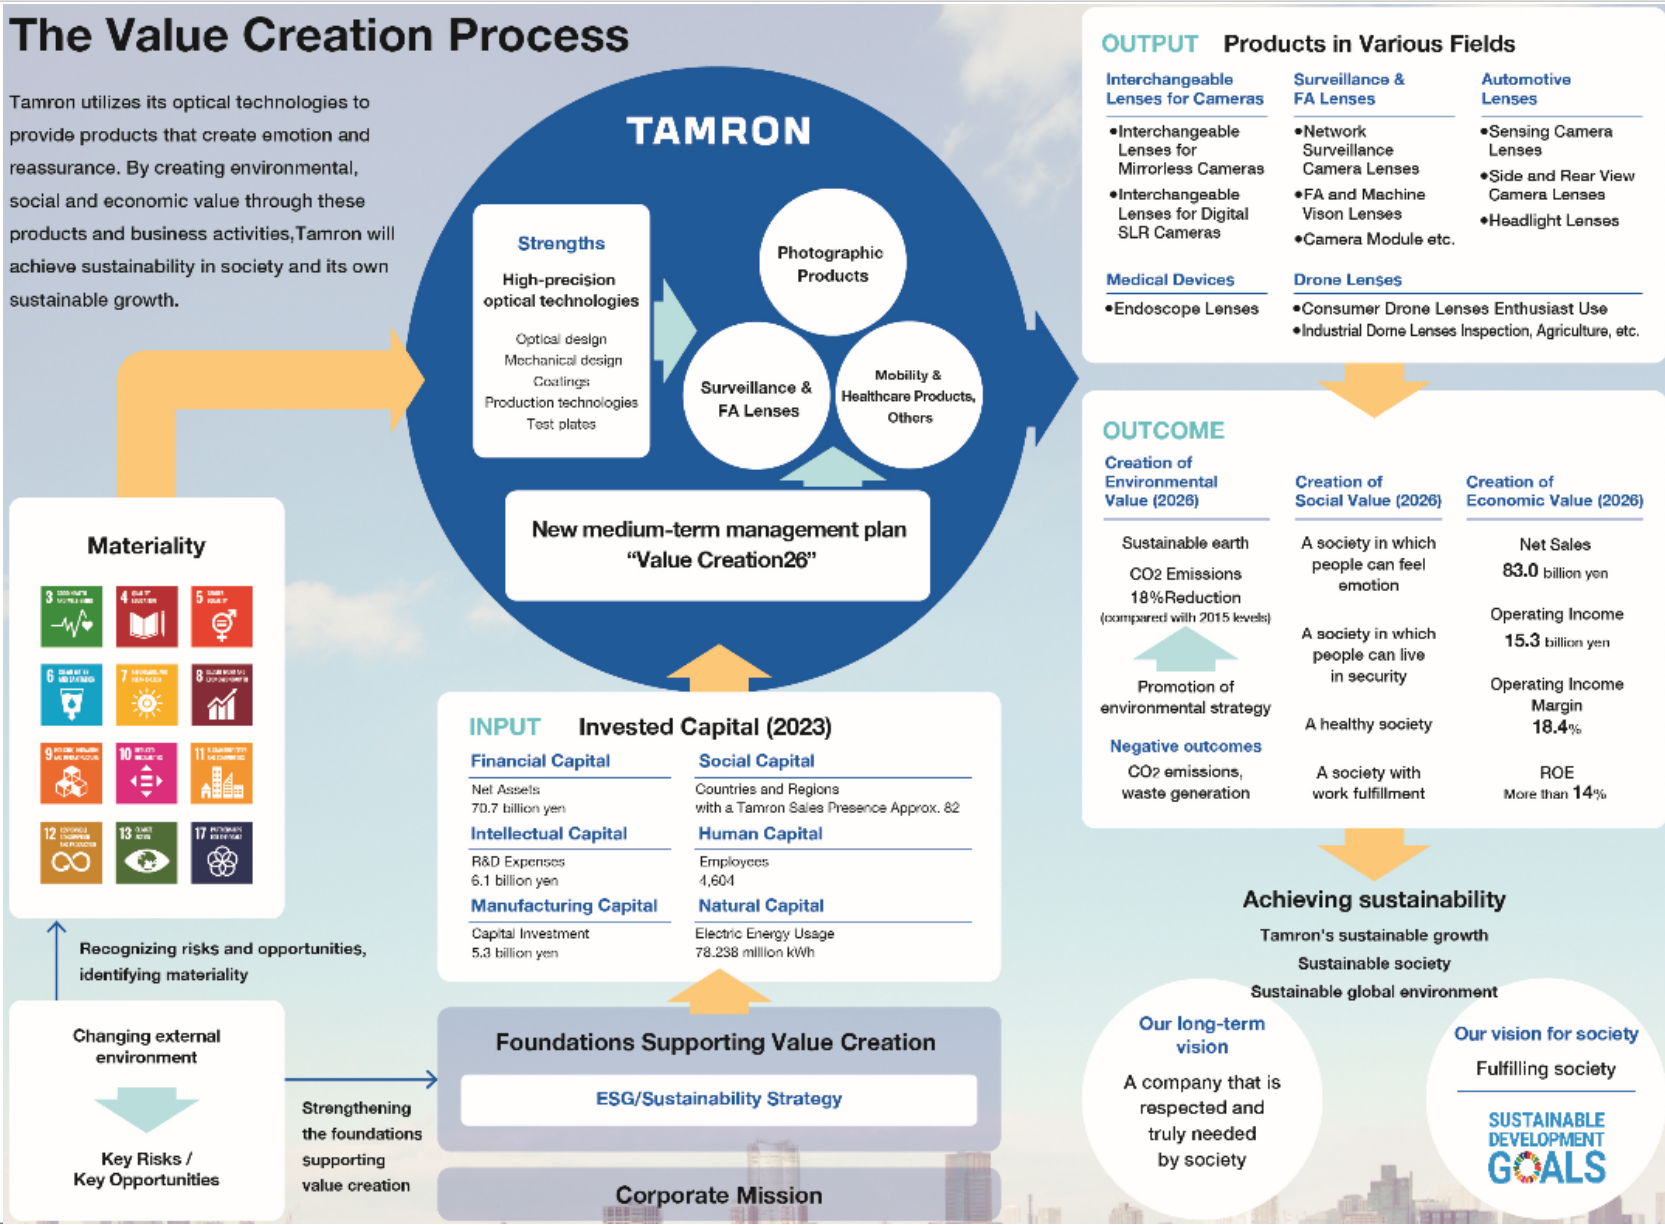 The Value Creation Process
Tamron utilizes its optical technologies to
provide products that create emotion and
reassurance. By creating environmental,
social and economic value through these
products and business activities,Tamron will
achieve sustainability in society and its own
sustainable growth.
TAMRON
Strengths
High-precision
optical technologies
Optical design
Mechanical design
Coatings
Production technologies
Test plates
Photographic
Products
Surveillance &
FA Lenses
Mobility &
Healthcare Products,
Others
New medium-term management plan
“Value Creation26”
Materiality
3
4
5
6
7
8
9
10
11
12
13
17
Recognizing risks and opportunities,
identifying materiality
Changing external
environment
Key Risks /
Key Opportunities
Strengthening
the foundations
supporting
value creation
INPUT Invested Capital (2023)
Financial Capital
Net Assets
70.7 billion yen
Intellectual Capital
R&D Expenses
6.1 billion yen
Manufacturing Capital
Capital Investment
5.3 billion yen
Social Capital
Countries and Regions
with a Tamron Sales Presence Approx. 82
Human Capital
Employees
4,604
Natural Capital
Electric Energy Usage
78.238 million kWh
Foundations Supporting Value Creation
ESG/Sustainability Strategy
Corporate Mission
OUTPUT Products in Various Fields
Interchangeable
Lenses for Cameras
•Interchangeable
Lenses for
Mirrorless Cameras
•Interchangeable
Lenses for Digital
SLR Cameras
Surveillance &
FA Lenses
•Network
Surveillance
Camera Lenses
•FA and Machine
Vison Lenses
•Camera Module etc.
Automotive
Lenses
•Sensing Camera
Lenses
•Side and Rear View
Camera Lenses
•Headlight Lenses
Medical Devices
•Endoscope Lenses
Drone Lenses
•Consumer Drone Lenses Enthusiast Use
•Industrial Dome Lenses Inspection, Agriculture, etc.
OUTCOME
Creation of
Environmental
Value (2026)
Sustainable earth
CO2 Emissions
18%Reduction
(compared with 2015 levels)
Promotion of
environmental strategy
Negative outcomes
CO2 emissions,
waste generation
Creation of
Social Value (2026)
A society in which
people can feel
emotion
A society in which
people can live
in security
A healthy society
A society with
work fulfillment
Creation of
Economic Value (2026)
Net Sales
83.0 billion yen
Operating Income
15.3 billion yen
Operating Income
Margin
18.4%
ROE
More than 14%
Achieving sustainability
Tamron's sustainable growth
Sustainable society
Sustainable global environment
Our long-term
vision
A company that is
respected and
truly needed
by society
Our vision for society
Fulfilling society
SUSTAINABLE
DEVELOPMENT
GOALS